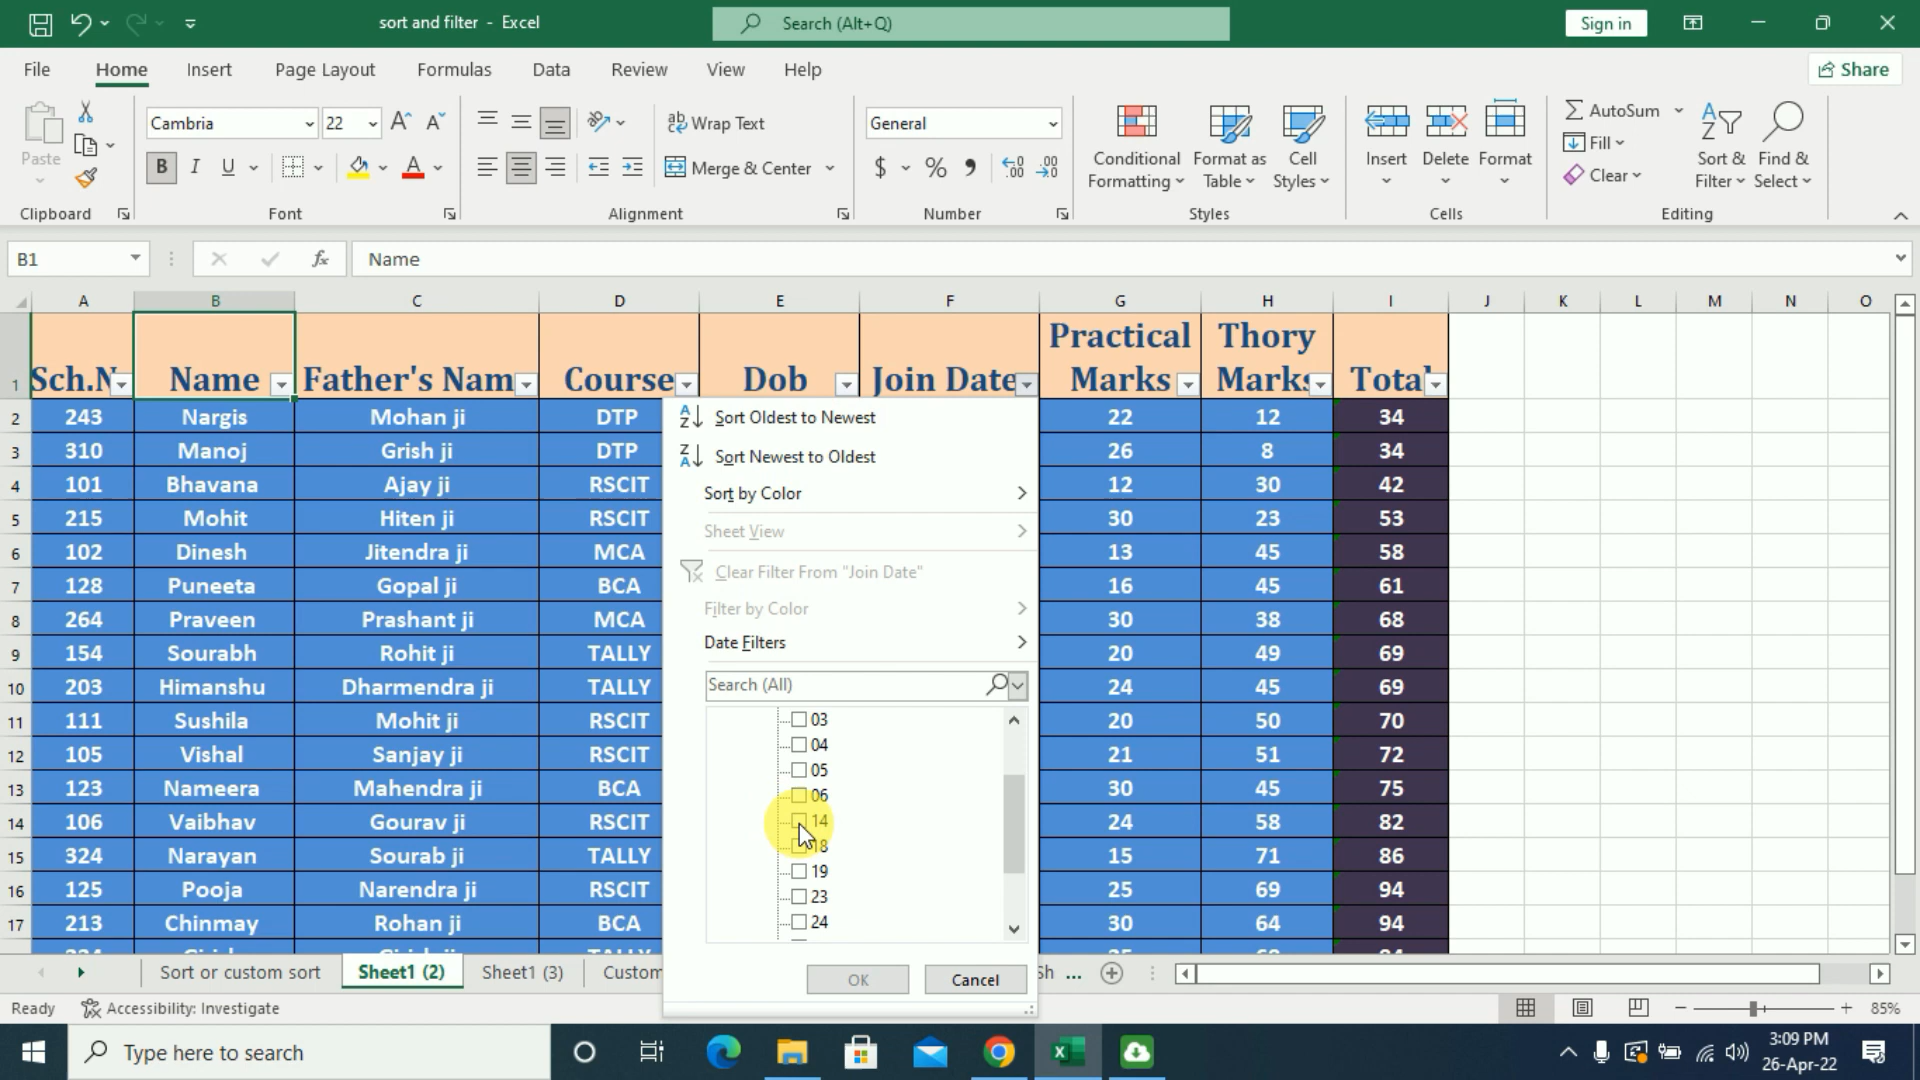 sort and filter - Excel
Search (Alt+Q)
Sign in
File Home Insert Page Layout Formulas Data Review View Help
Share
Paste
Cambria 22
Wrap Text
Merge & Center
General
$ % ,
Conditional Formatting
Format as Table
Cell Styles
Insert Delete Format
AutoSum
Fill
Clear
Sort & Filter
Find & Select
Clipboard Font Alignment Number Styles Cells Editing
B1 fx Name
A B C D E F G H I J K L M N O
1 Sch.N Name Father's Nam Course Dob Join Date Practical Marks Thory Marks Total
2 243 Nargis Mohan ji DTP 22 12 34
3 310 Manoj Grish ji DTP 26 8 34
4 101 Bhavana Ajay ji RSCIT 12 30 42
5 215 Mohit Hiten ji RSCIT 30 23 53
6 102 Dinesh Jitendra ji MCA 13 45 58
7 128 Puneeta Gopal ji BCA 16 45 61
8 264 Praveen Prashant ji MCA 30 38 68
9 154 Sourabh Rohit ji TALLY 20 49 69
10 203 Himanshu Dharmendra ji TALLY 24 45 69
11 111 Sushila Mohit ji RSCIT 20 50 70
12 105 Vishal Sanjay ji RSCIT 21 51 72
13 123 Nameera Mahendra ji BCA 30 45 75
14 106 Vaibhav Gourav ji RSCIT 24 58 82
15 324 Narayan Sourab ji TALLY 15 71 86
16 125 Pooja Narendra ji RSCIT 25 69 94
17 213 Chinmay Rohan ji BCA 30 64 94
Sort Oldest to Newest
Sort Newest to Oldest
Sort by Color
Sheet View
Clear Filter From "Join Date"
Filter by Color
Date Filters
Search (All)
03
04
05
06
14
18
19
23
24
OK Cancel
Sort or custom sort Sheet1 (2) Sheet1 (3) Custom Sh ...
Ready Accessibility: Investigate
85%
Type here to search
3:09 PM
26-Apr-22